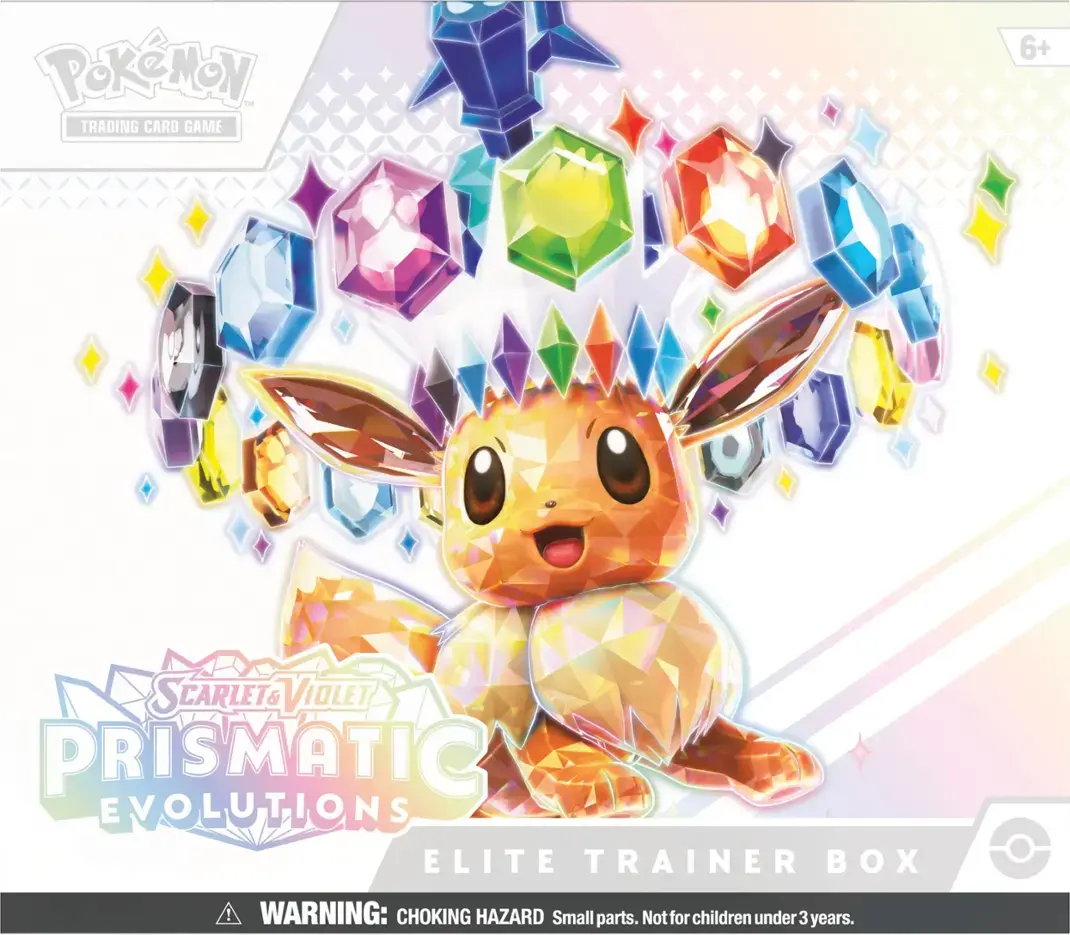 POKéMON
TM
TRADING CARD GAME
6+
SCARLET & VIOLET
PRISMATIC
EVOLUTIONS
ELITE TRAINER BOX
WARNING: CHOKING HAZARD Small parts. Not for children under 3 years.